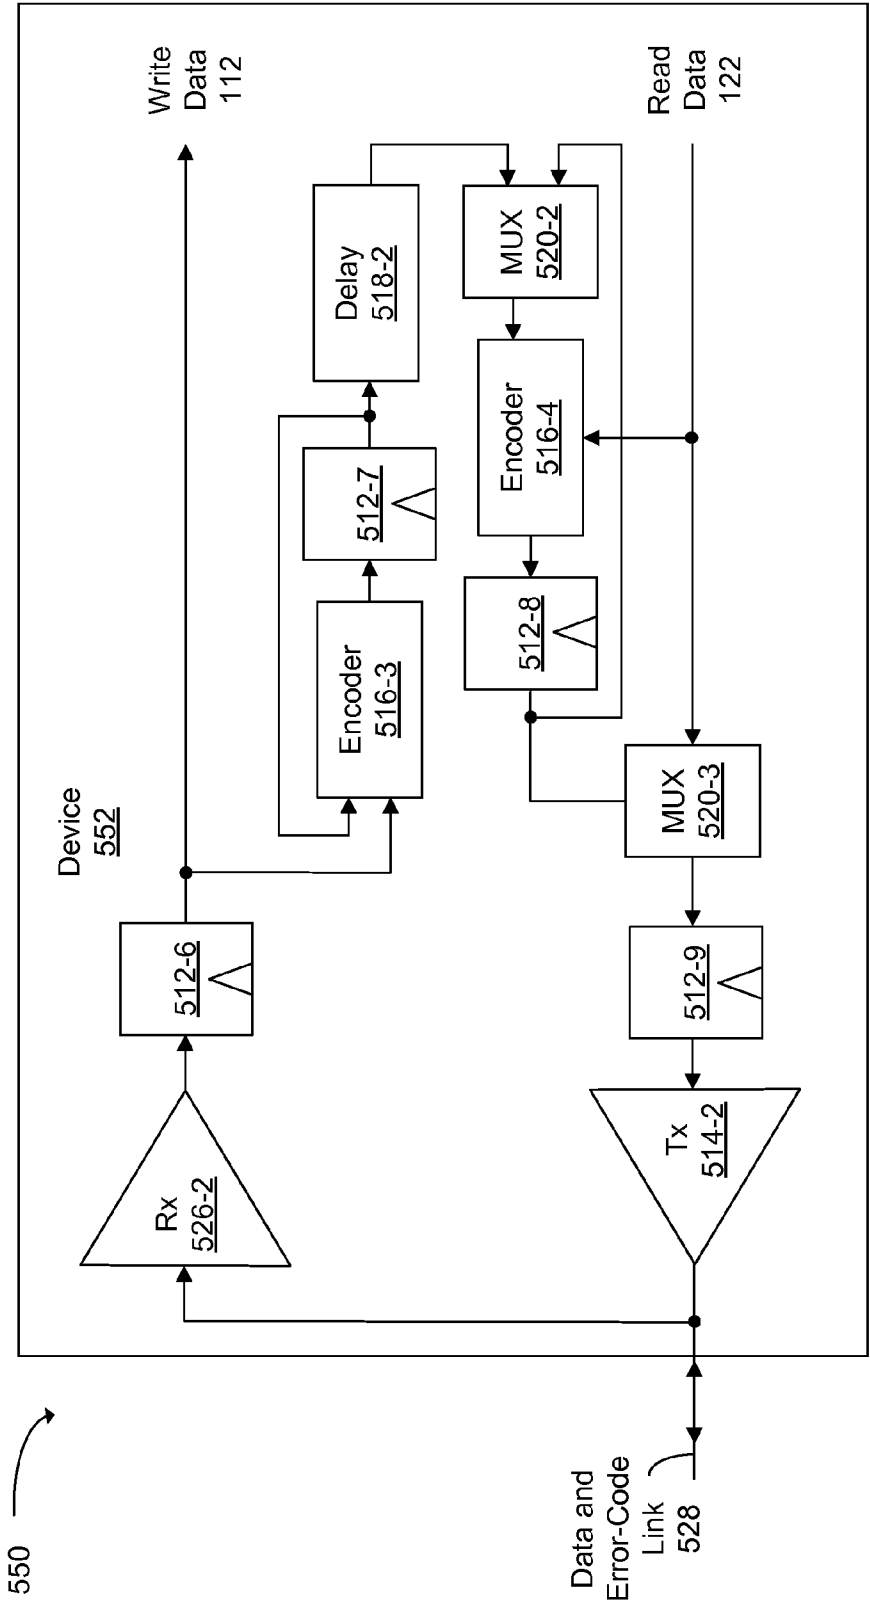 550
Device
552
Write
Data
112
Rx
526-2
512-6
Encoder
516-3
512-7
Delay
518-2
MUX
520-2
Encoder
516-4
512-8
MUX
520-3
512-9
Tx
514-2
Read
Data
122
Data and
Error-Code
Link
528